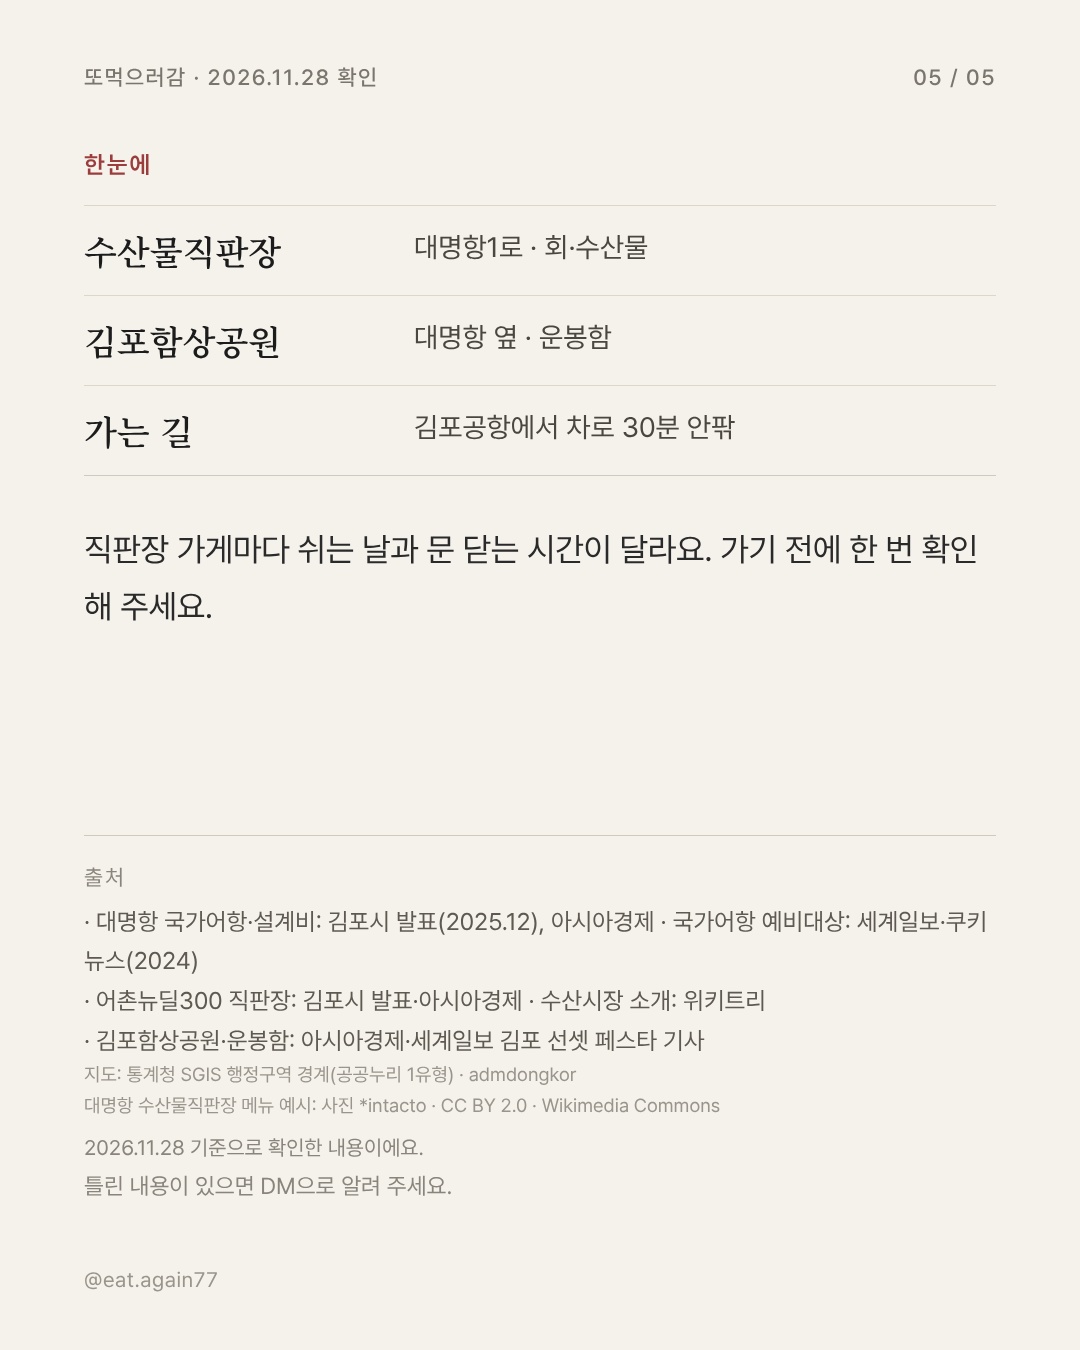 또먹으러감 · 2026.11.28 확인
05 / 05
한눈에
수산물직판장
대명항1로 · 회·수산물
김포함상공원
대명항 옆 · 운봉함
가는 길
김포공항에서 차로 30분 안팎
직판장 가게마다 쉬는 날과 문 닫는 시간이 달라요. 가기 전에 한 번 확인
해 주세요.
출처
· 대명항 국가어항·설계비: 김포시 발표(2025.12), 아시아경제 · 국가어항 예비대상: 세계일보·쿠키
뉴스(2024)
· 어촌뉴딜300 직판장: 김포시 발표·아시아경제 · 수산시장 소개: 위키트리
· 김포함상공원·운봉함: 아시아경제·세계일보 김포 선셋 페스타 기사
지도: 통계청 SGIS 행정구역 경계(공공누리 1유형) · admdongkor
대명항 수산물직판장 메뉴 예시: 사진 *intacto · CC BY 2.0 · Wikimedia Commons
2026.11.28 기준으로 확인한 내용이에요.
틀린 내용이 있으면 DM으로 알려 주세요.
@eat.again77